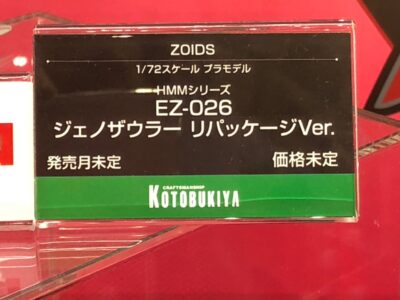 ZOIDS
1/72スケール プラモデル
HMMシリーズ
EZ-026
ジェノザウラー リパッケージVer.
発売月未定 価格未定
CRAFTSMANSHIP
KOTOBUKIYA